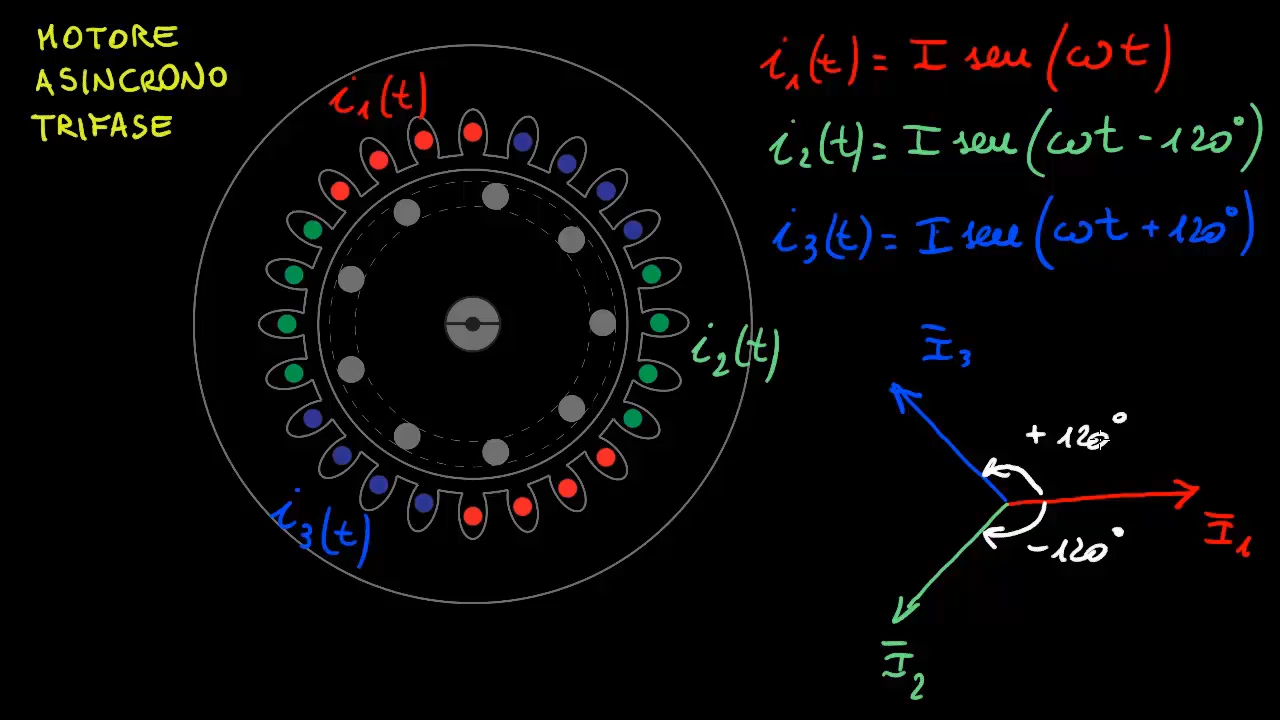 MOTORE
ASINCRONO
TRIFASE
i₁(t)
i₂(t)
i₃(t)
i₁(t) = I sen (ωt)
i₂(t) = I sen (ωt - 120°)
i₃(t) = I sen (ωt + 120°)
Ī₃
+ 120°
Ī₁
- 120°
Ī₂